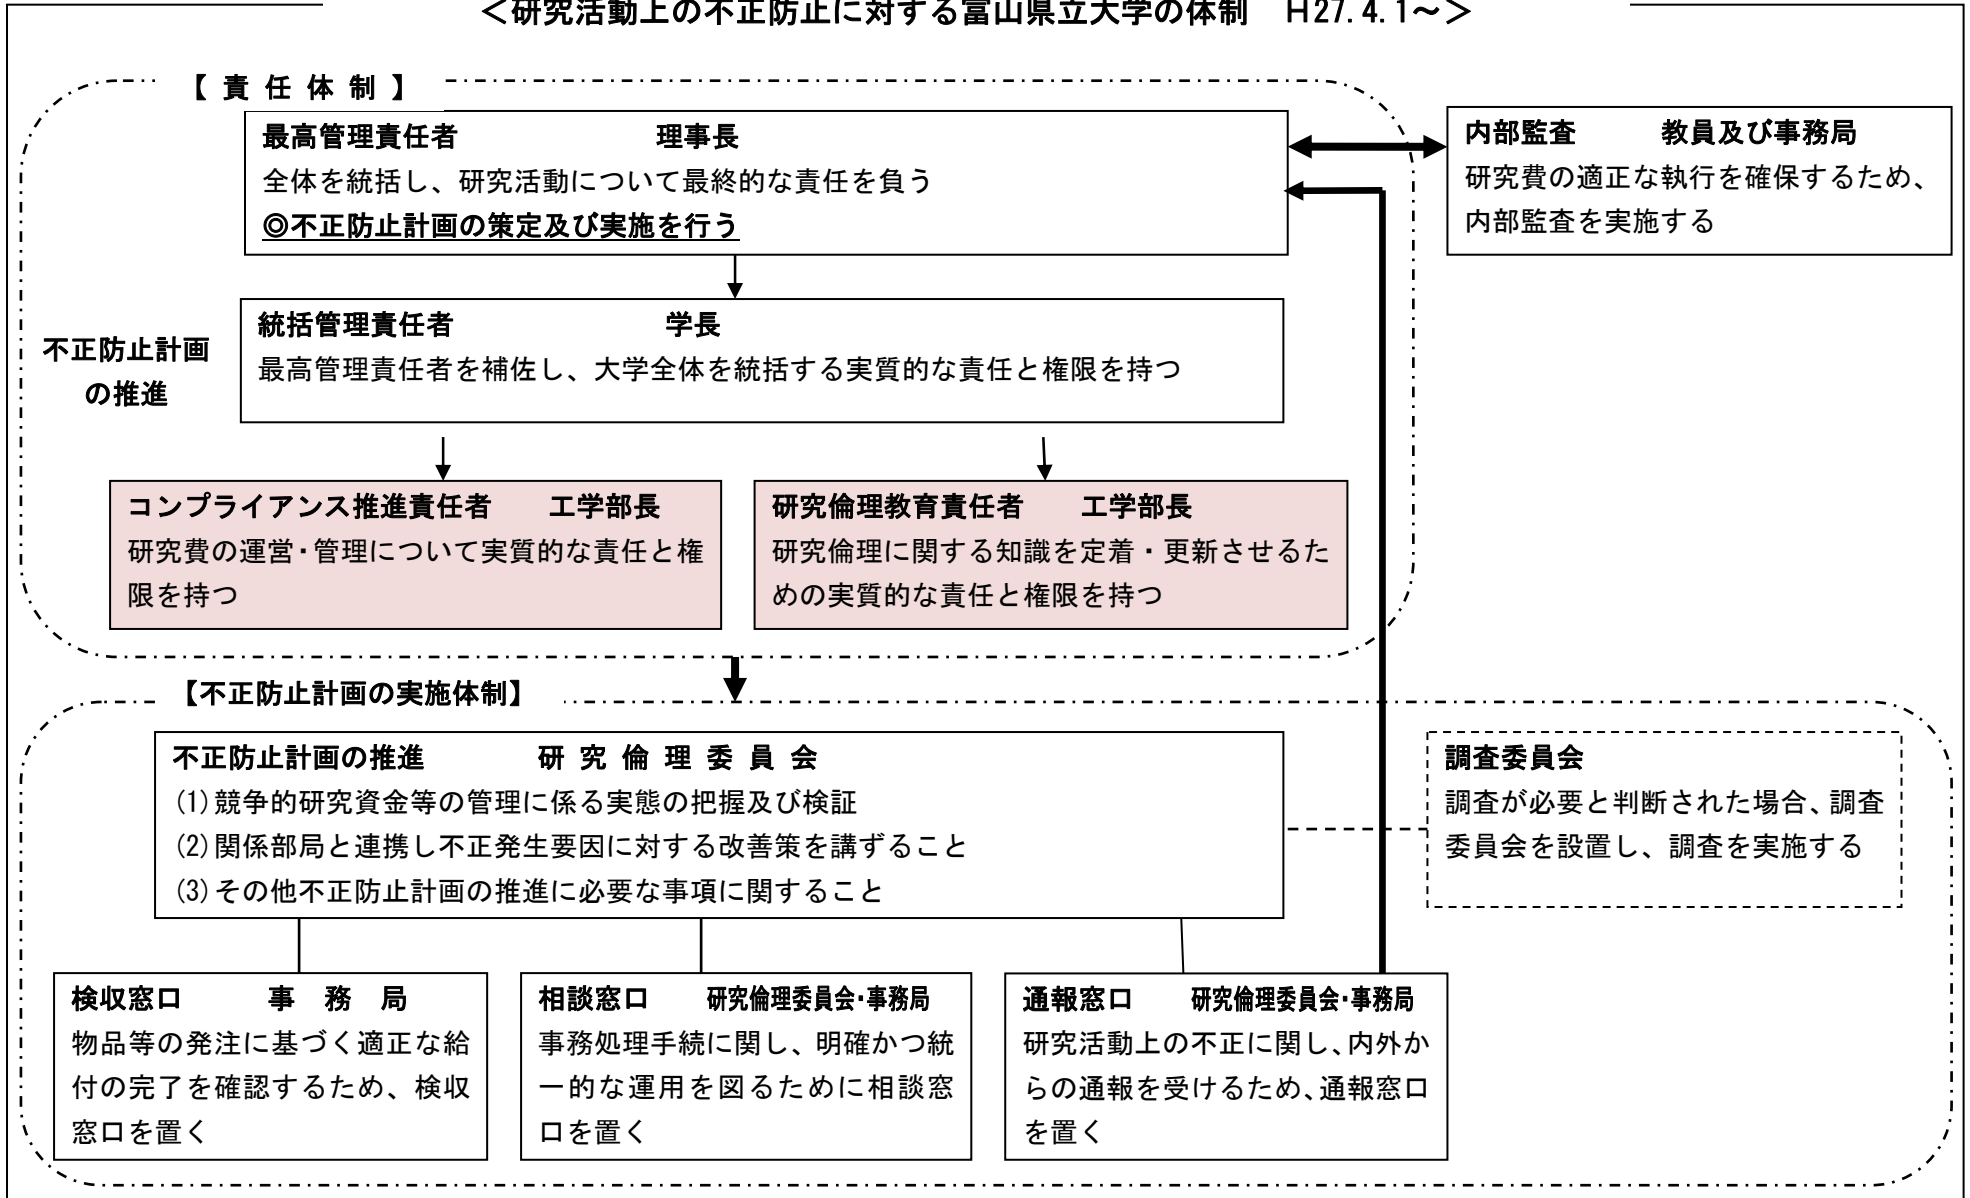 ＜研究活動上の不正防止に対する富山県立大学の体制　H27.4.1～＞
【 責 任 体 制 】
最高管理責任者　　　　　　　理事長
全体を統括し、研究活動について最終的な責任を負う
◎不正防止計画の策定及び実施を行う
内部監査　　　教員及び事務局
研究費の適正な執行を確保するため、
内部監査を実施する
不正防止計画
の推進
統括管理責任者　　　　　　　　学長
最高管理責任者を補佐し、大学全体を統括する実質的な責任と権限を持つ
コンプライアンス推進責任者　　工学部長
研究費の運営・管理について実質的な責任と権
限を持つ
研究倫理教育責任者　　工学部長
研究倫理に関する知識を定着・更新させるた
めの実質的な責任と権限を持つ
【不正防止計画の実施体制】
不正防止計画の推進　　　　研 究 倫 理 委 員 会
(1)競争的研究資金等の管理に係る実態の把握及び検証
(2)関係部局と連携し不正発生要因に対する改善策を講ずること
(3)その他不正防止計画の推進に必要な事項に関すること
調査委員会
調査が必要と判断された場合、調査
委員会を設置し、調査を実施する
検収窓口　　　事　務　局
物品等の発注に基づく適正な給
付の完了を確認するため、検収
窓口を置く
相談窓口　　研究倫理委員会・事務局
事務処理手続に関し、明確かつ統
一的な運用を図るために相談窓
口を置く
通報窓口　　研究倫理委員会・事務局
研究活動上の不正に関し、内外か
らの通報を受けるため、通報窓口
を置く